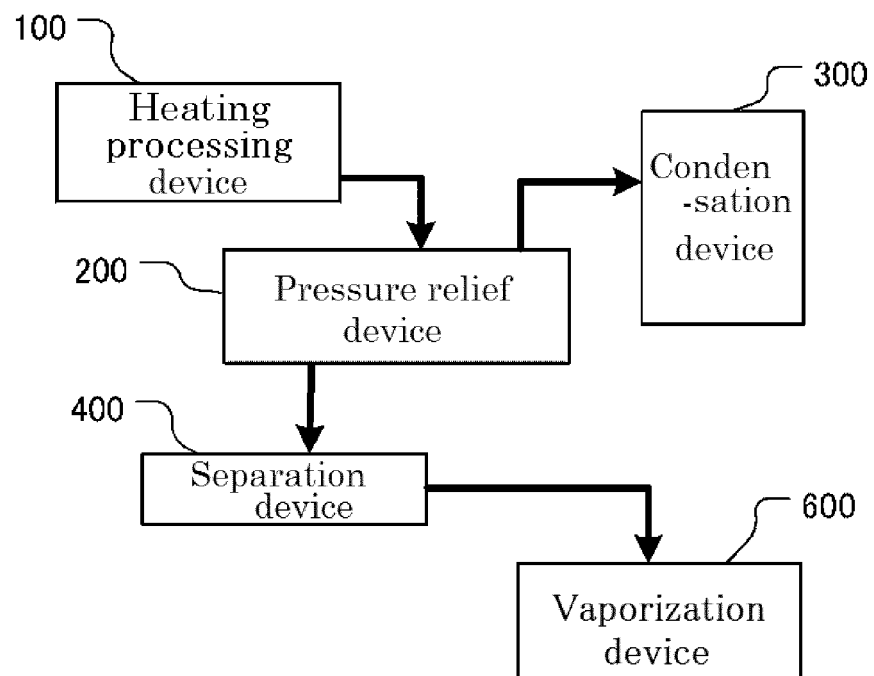 100
Heating
processing
device
300
Conden
-sation
device
200
Pressure relief
device
400
Separation
device
600
Vaporization
device